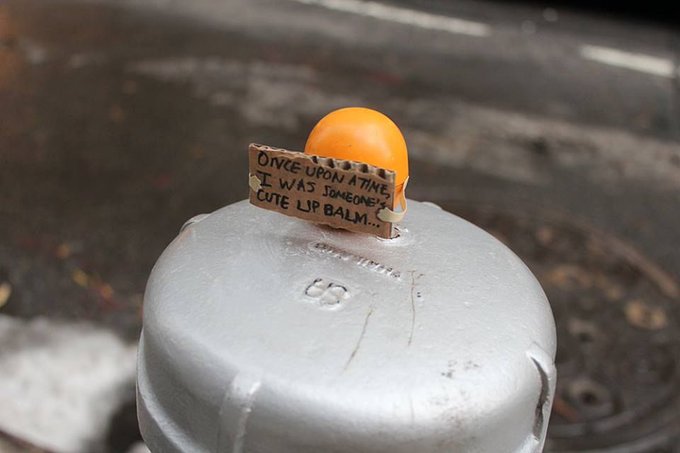 ONCE UPON A TIME,
I WAS SOMEONE'S
CUTE LIP BALM...